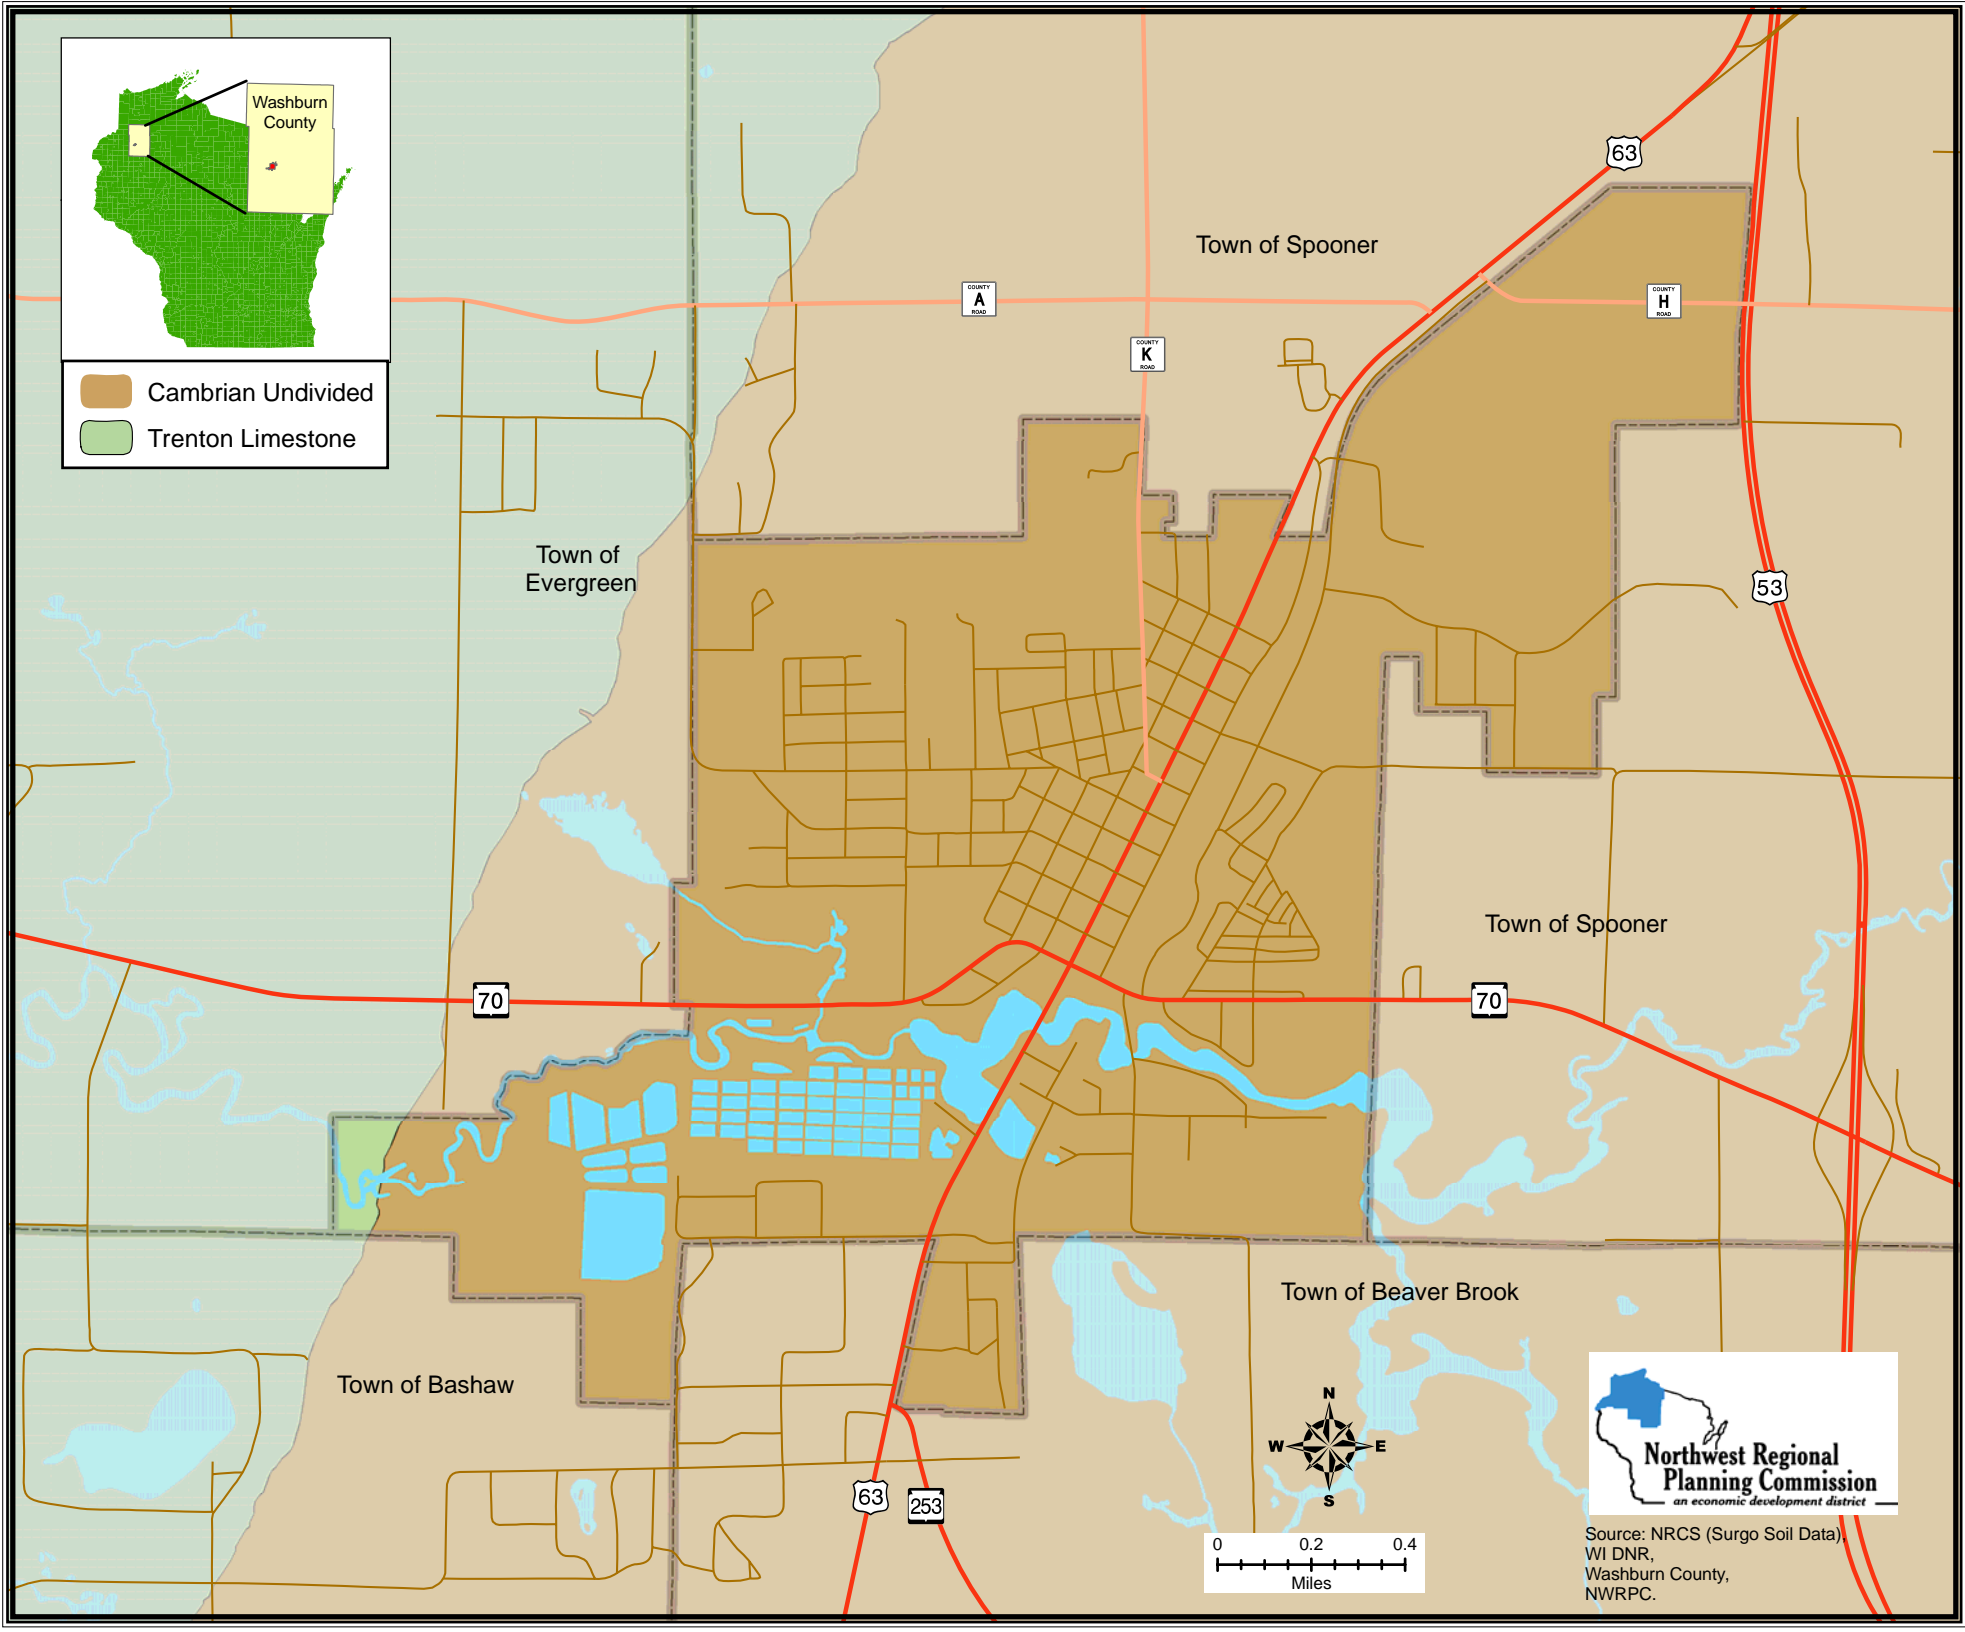 Washburn
County
Cambrian Undivided
Trenton Limestone
63
Town of Spooner
COUNTY
A
ROAD
COUNTY
H
ROAD
COUNTY
K
ROAD
Town of
Evergreen
53
Town of Spooner
70
70
Town of Beaver Brook
Town of Bashaw
N
W
E
S
63
253
Northwest Regional
Planning Commission
an economic development district
0
0.2
0.4
Miles
Source: NRCS (Surgo Soil Data),
WI DNR,
Washburn County,
NWRPC.